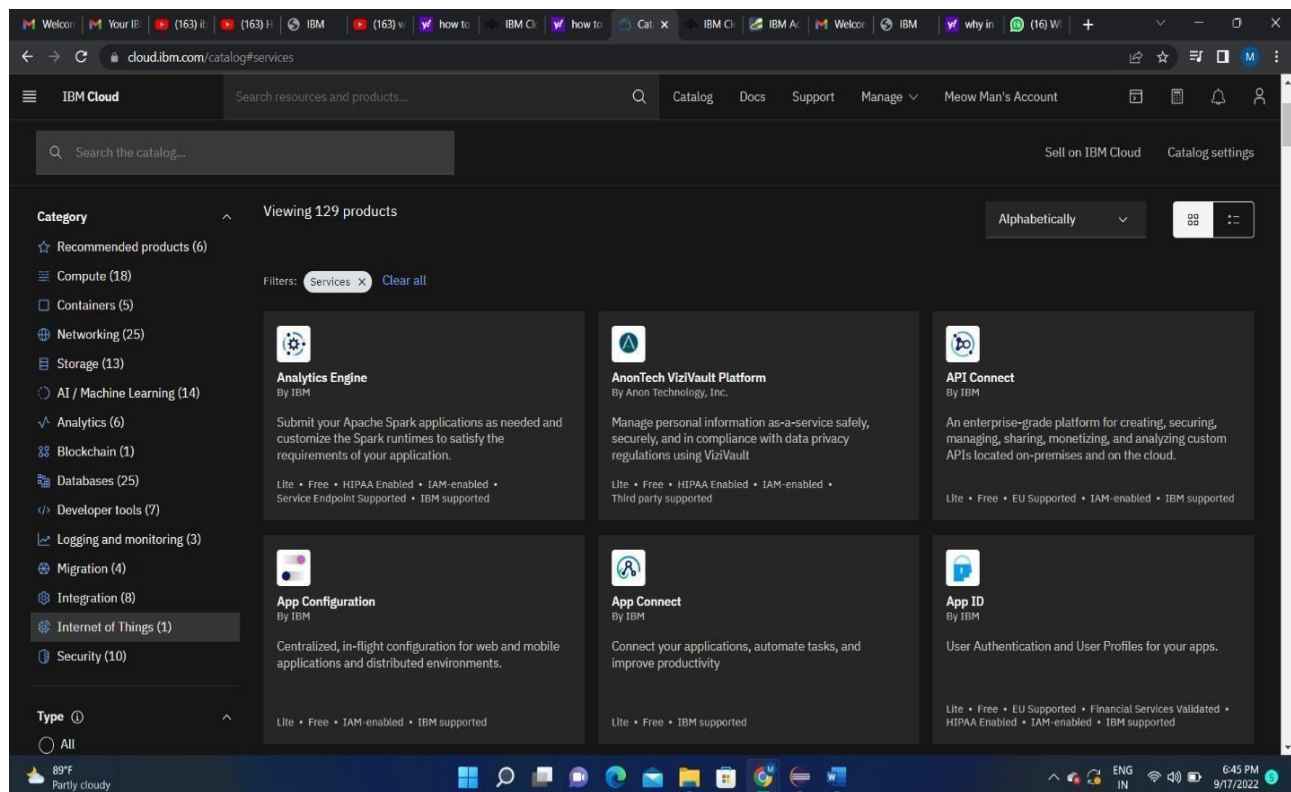 Welcon
Your IB
(163) it
(163) H
IBM
(163) w
how to
IBM Cl
how to
Cat
IBM Cl
IBM Ac
Welcor
IBM
why in
(16) W
cloud.ibm.com/catalog#services
M
IBM Cloud
Search resources and products...
Catalog
Docs
Support
Manage
Meow Man's Account
Search the catalog...
Sell on IBM Cloud
Catalog settings
Category
Recommended products (6)
Compute (18)
Containers (5)
Networking (25)
Storage (13)
AI / Machine Learning (14)
Analytics (6)
Blockchain (1)
Databases (25)
Developer tools (7)
Logging and monitoring (3)
Migration (4)
Integration (8)
Internet of Things (1)
Security (10)
Type
All
Viewing 129 products
Alphabetically
Filters: Services × Clear all
Analytics Engine
By IBM
Submit your Apache Spark applications as needed and
customize the Spark runtimes to satisfy the
requirements of your application.
Lite • Free • HIPAA Enabled • IAM-enabled •
Service Endpoint Supported • IBM supported
AnonTech ViziVault Platform
By Anon Technology, Inc.
Manage personal information as-a-service safely,
securely, and in compliance with data privacy
regulations using ViziVault
Lite • Free • HIPAA Enabled • IAM-enabled •
Third party supported
API Connect
By IBM
An enterprise-grade platform for creating, securing,
managing, sharing, monetizing, and analyzing custom
APIs located on-premises and on the cloud.
Lite • Free • EU Supported • IAM-enabled • IBM supported
App Configuration
By IBM
Centralized, in-flight configuration for web and mobile
applications and distributed environments.
Lite • Free • IAM-enabled • IBM supported
App Connect
By IBM
Connect your applications, automate tasks, and
improve productivity
Lite • Free • IBM supported
App ID
By IBM
User Authentication and User Profiles for your apps.
Lite • Free • EU Supported • Financial Services Validated •
HIPAA Enabled • IAM-enabled • IBM supported
89°F
Partly cloudy
ENG
IN
6:45 PM
9/17/2022
5